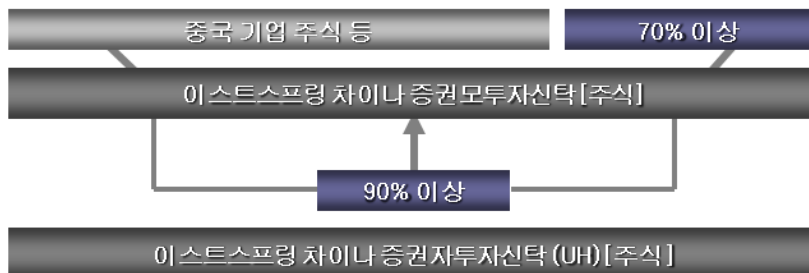 중국 기업 주식 등
70% 이상
이스트스프링 차이나 증권모투자신탁[주식]
90% 이상
이스트스프링 차이나 증권자투자신탁(UH)[주식]